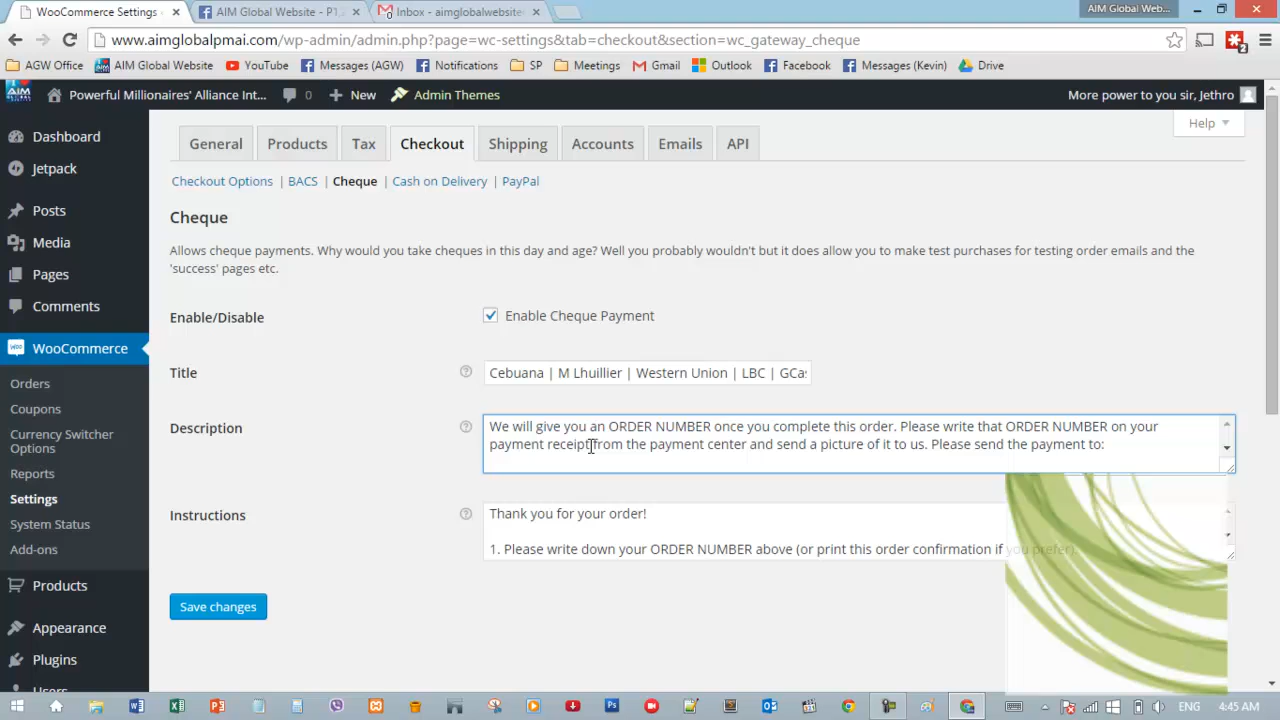 WooCommerce Settings -
AIM Global Website - P1,
Inbox - aimglobalwebsite
AIM Global Web...
www.aimglobalpmai.com/wp-admin/admin.php?page=wc-settings&tab=checkout&section=wc_gateway_cheque
2
AGW Office
AIM Global Website
YouTube
Messages (AGW)
Notifications
SP
Meetings
Gmail
Outlook
Facebook
Messages (Kevin)
Drive
AIM
Powerful Millionaires' Alliance Int...
0
New
Admin Themes
More power to you sir, Jethro
Dashboard
Jetpack
Posts
Media
Pages
Comments
WooCommerce
Orders
Coupons
Currency Switcher
Options
Reports
Settings
System Status
Add-ons
Products
Appearance
Plugins
Users
Help
General
Products
Tax
Checkout
Shipping
Accounts
Emails
API
Checkout Options | BACS | Cheque | Cash on Delivery | PayPal
Cheque
Allows cheque payments. Why would you take cheques in this day and age? Well you probably wouldn't but it does allow you to make test purchases for testing order emails and the
'success' pages etc.
Enable/Disable
Enable Cheque Payment
Title
Cebuana | M Lhuillier | Western Union | LBC | GCas
Description
We will give you an ORDER NUMBER once you complete this order. Please write that ORDER NUMBER on your
payment receipt from the payment center and send a picture of it to us. Please send the payment to:
Instructions
Thank you for your order!
1. Please write down your ORDER NUMBER above (or print this order confirmation if you prefer).
Save changes
ENG
4:45 AM